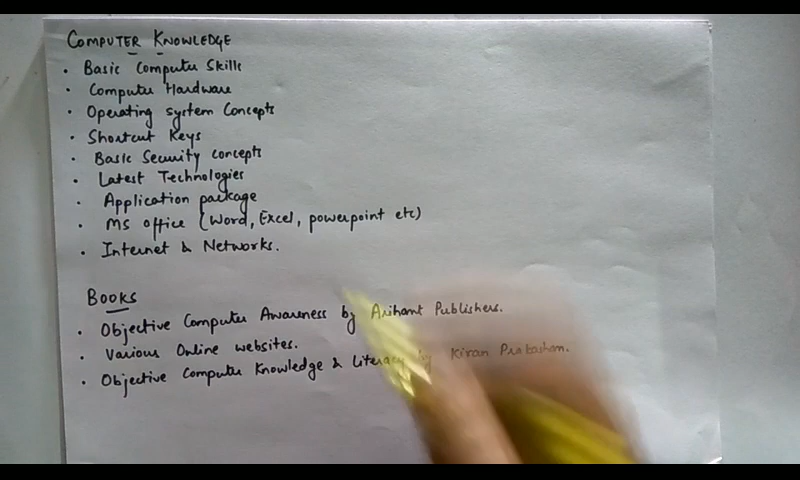 COMPUTER KNOWLEDGE
• Basic Computer Skills
• Computer Hardware
• Operating system Concepts
• Shortcut Keys
• Basic Security concepts
• Latest Technologies
• Application package
• MS office (Word, Excel, powerpoint etc)
• Internet & Networks.
BOOKS
• Objective Computer Awareness by Arihant Publishers.
• Various Online websites.
• Objective Computer Knowledge & Literacy by Kiran Prakashan.